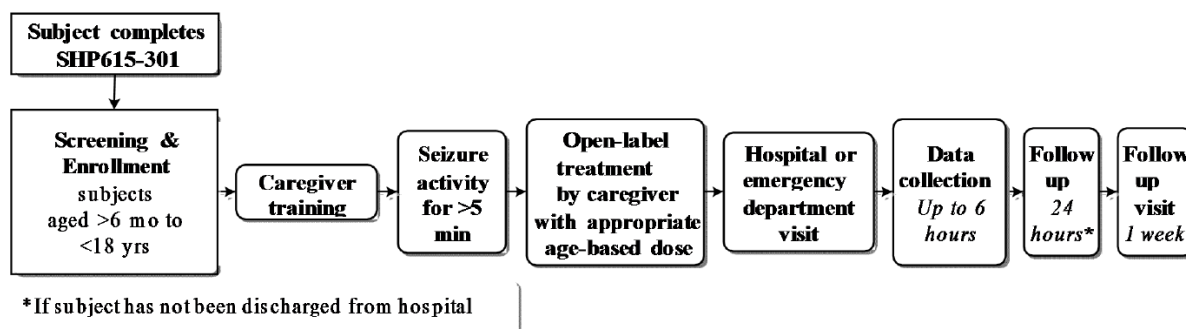 Subject completes
SHP615-301
Screening &
Enrollment
subjects
aged >6 mo to
<18 yrs
Caregiver
training
Seizure
activity
for >5
min
Open-label
treatment
by caregiver
with appropriate
age-based dose
Hospital or
emergency
department
visit
Data
collection
Up to 6
hours
Follow
up
24
hours*
Follow
up
visit
1 week
*If subject has not been discharged from hospital